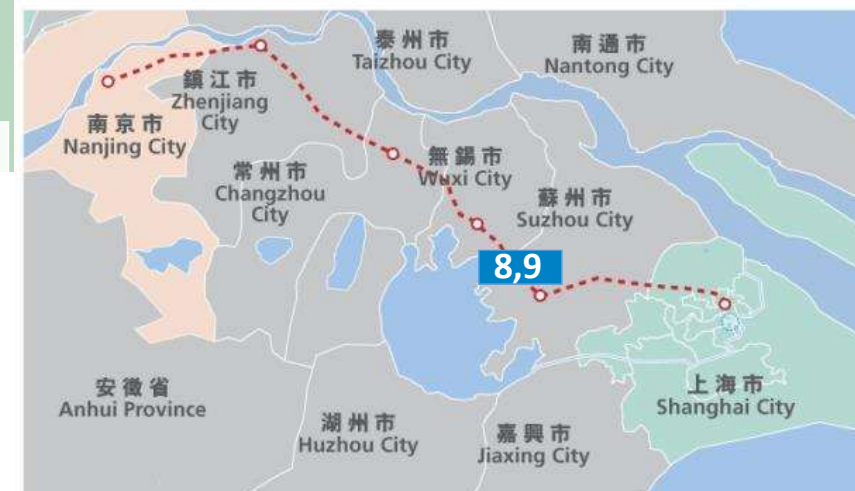 泰州市
Taizhou City
南通市
Nantong City
鎮江市
Zhenjiang
City
南京市
Nanjing City
無錫市
Wuxi City
常州市
Changzhou
City
蘇州市
Suzhou City
8,9
安徽省
Anhui Province
上海市
Shanghai City
湖州市
Huzhou City
嘉興市
Jiaxing City